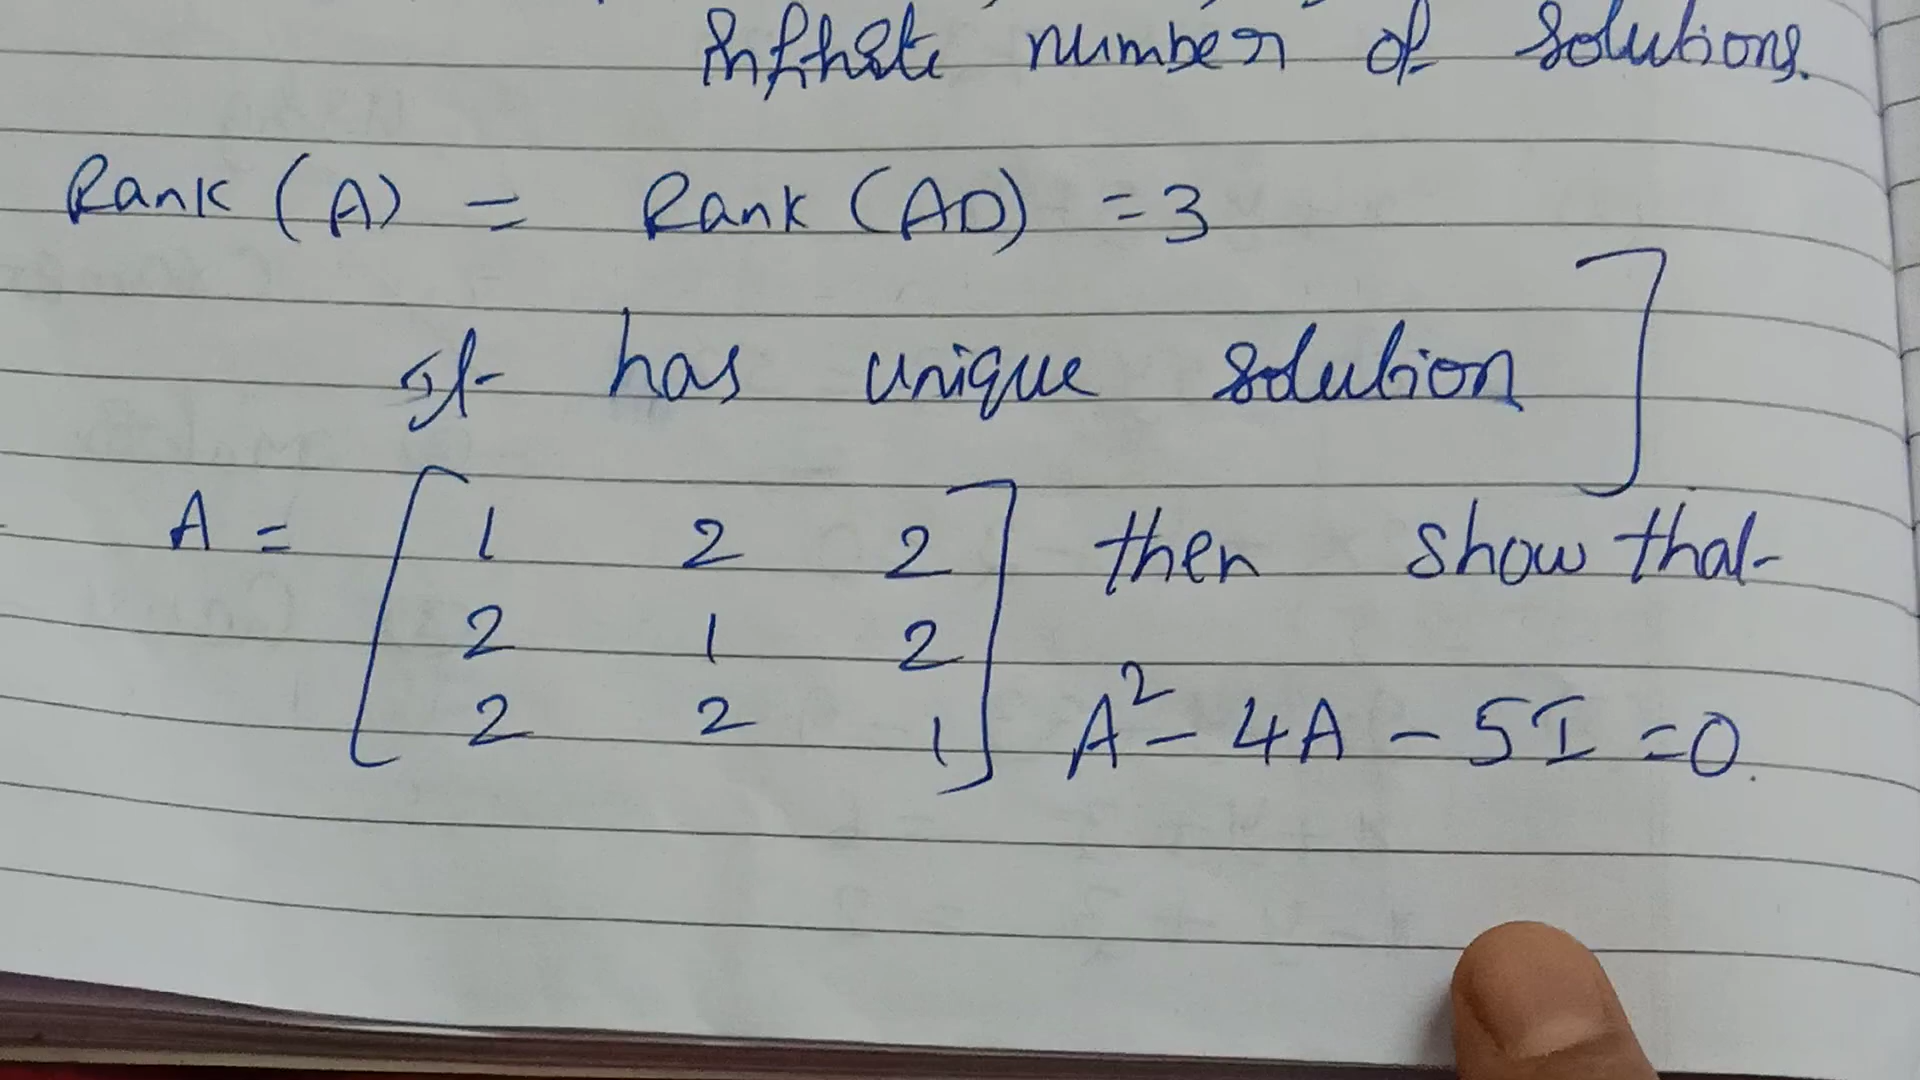 Infinite number of solutions.
Rank (A) = Rank (AD) = 3
It has unique solution ]
A = [ 1 2 2 ] then show that
2 1 2
2 2 1 A² - 4A - 5I = 0.